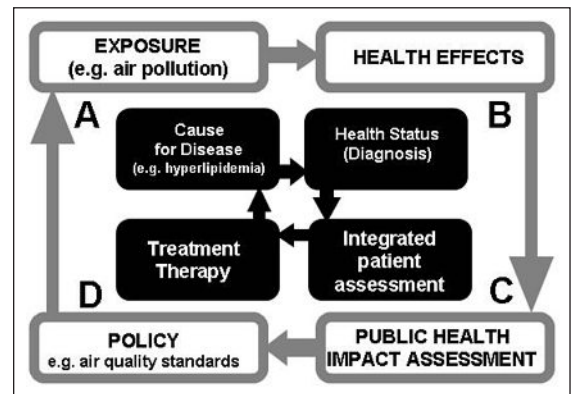 EXPOSURE
(e.g. air pollution)
HEALTH EFFECTS
A
B
Cause
for Disease
(e.g. hyperlipidemia)
Health Status
(Diagnosis)
Treatment
Therapy
Integrated
patient
assessment
D
C
POLICY
e.g. air quality standards
PUBLIC HEALTH
IMPACT ASSESSMENT